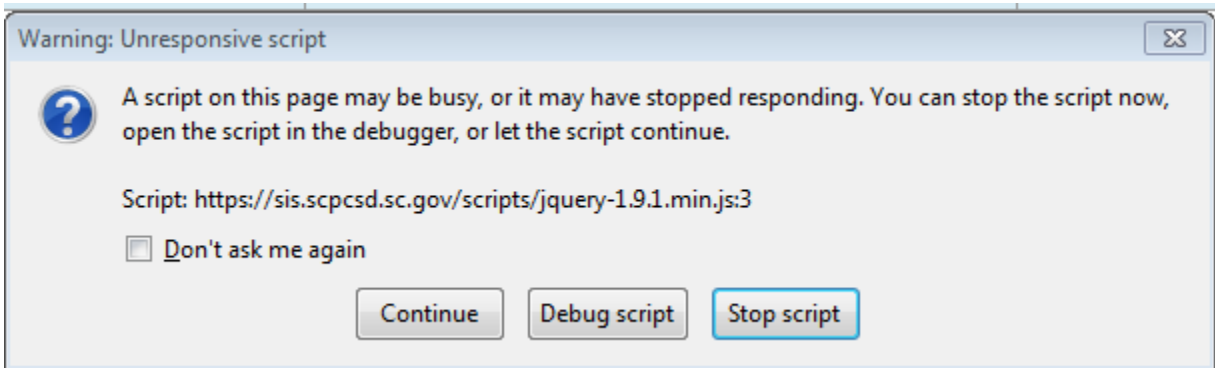 Warning: Unresponsive script
A script on this page may be busy, or it may have stopped responding. You can stop the script now,
open the script in the debugger, or let the script continue.
Script: https://sis.scpcsd.sc.gov/scripts/jquery-1.9.1.min.js:3
Don't ask me again
Continue Debug script Stop script